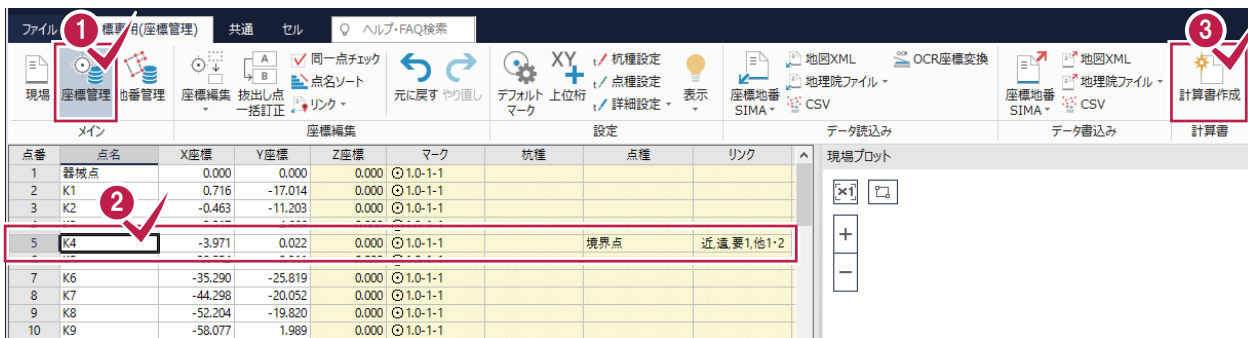 ファイル 標専用(座標管理) 共通 セル ヘルプ・FAQ検索
1
3
現場 座標管理 地番管理
メイン
座標編集 抜出し点一括訂正 同一点チェック 点名ソート リンク 元に戻す やり直し
座標編集
デフォルトマーク 上位桁 杭種設定 点種設定 詳細設定 表示
設定
座標地番SIMA 地図XML 地理院ファイル CSV OCR座標変換
データ読込み
座標地番SIMA 地図XML 地理院ファイル CSV
データ書込み
計算書作成
計算書
点番 点名 X座標 Y座標 Z座標 マーク 杭種 点種 リンク
1 器械点 0.000 0.000 0.000 1.0-1-1
2 K1 0.716 -17.014 0.000 1.0-1-1
3 K2 -0.463 -11.203 0.000 1.0-1-1
2
5 K4 -3.971 0.022 0.000 1.0-1-1 境界点 近,遠,要1,他1・2
7 K6 -35.290 -25.819 0.000 1.0-1-1
8 K7 -44.298 -20.052 0.000 1.0-1-1
9 K8 -52.204 -19.820 0.000 1.0-1-1
10 K9 -58.077 1.989 0.000 1.0-1-1
現場プロット
×1
+
−